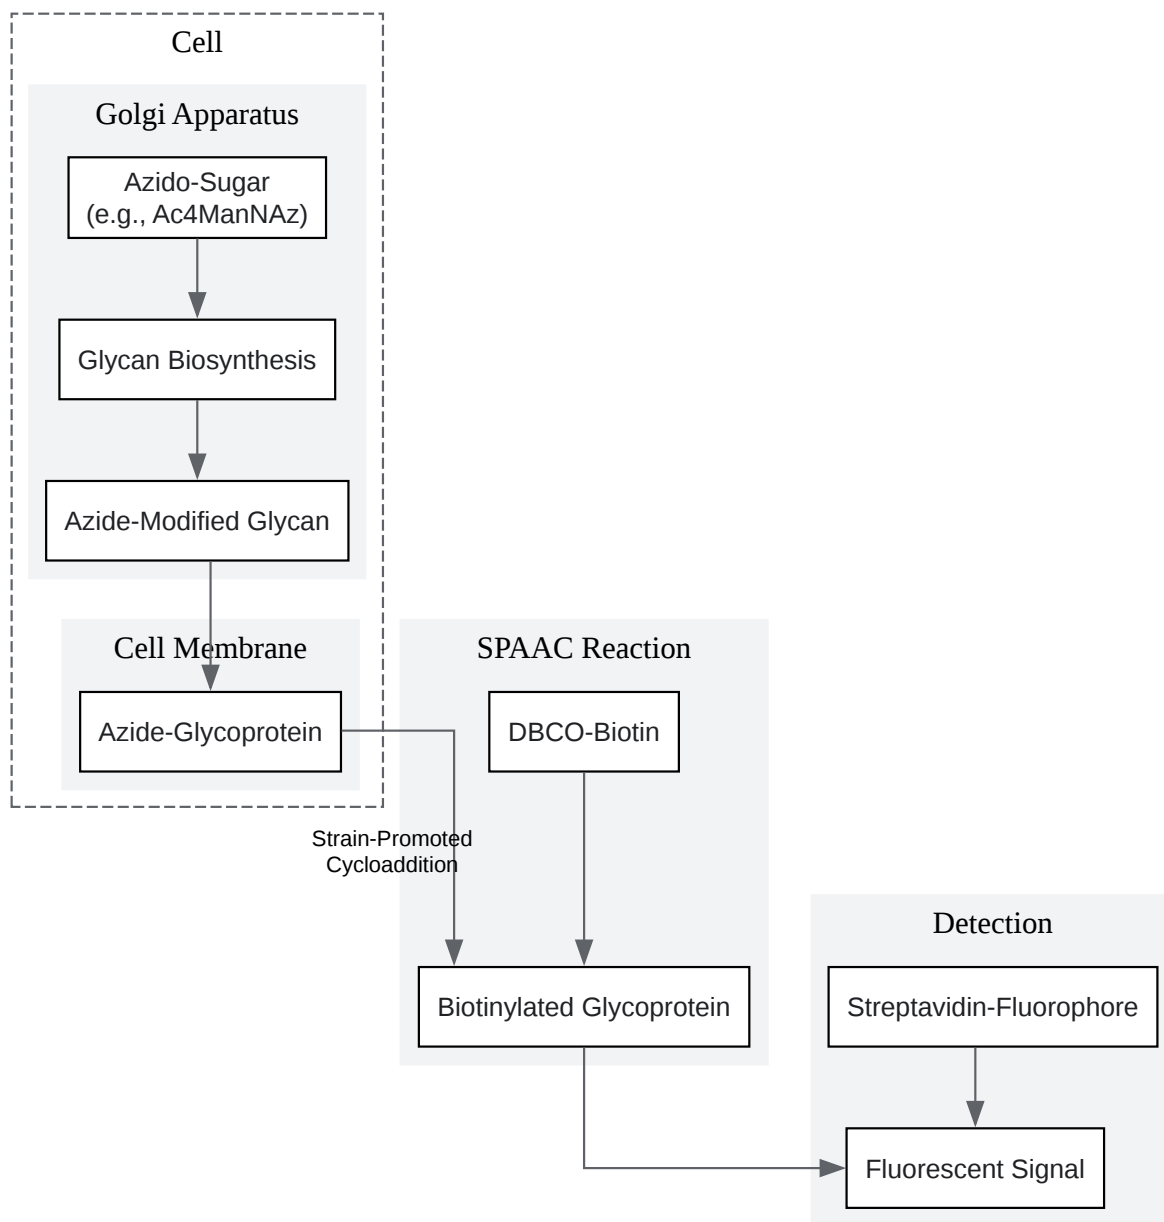 Cell
Golgi Apparatus
Azido-Sugar
(e.g., Ac4ManNAz)
Glycan Biosynthesis
Azide-Modified Glycan
Cell Membrane
Azide-Glycoprotein
SPAAC Reaction
DBCO-Biotin
Strain-Promoted
Cycloaddition
Biotinylated Glycoprotein
Detection
Streptavidin-Fluorophore
Fluorescent Signal